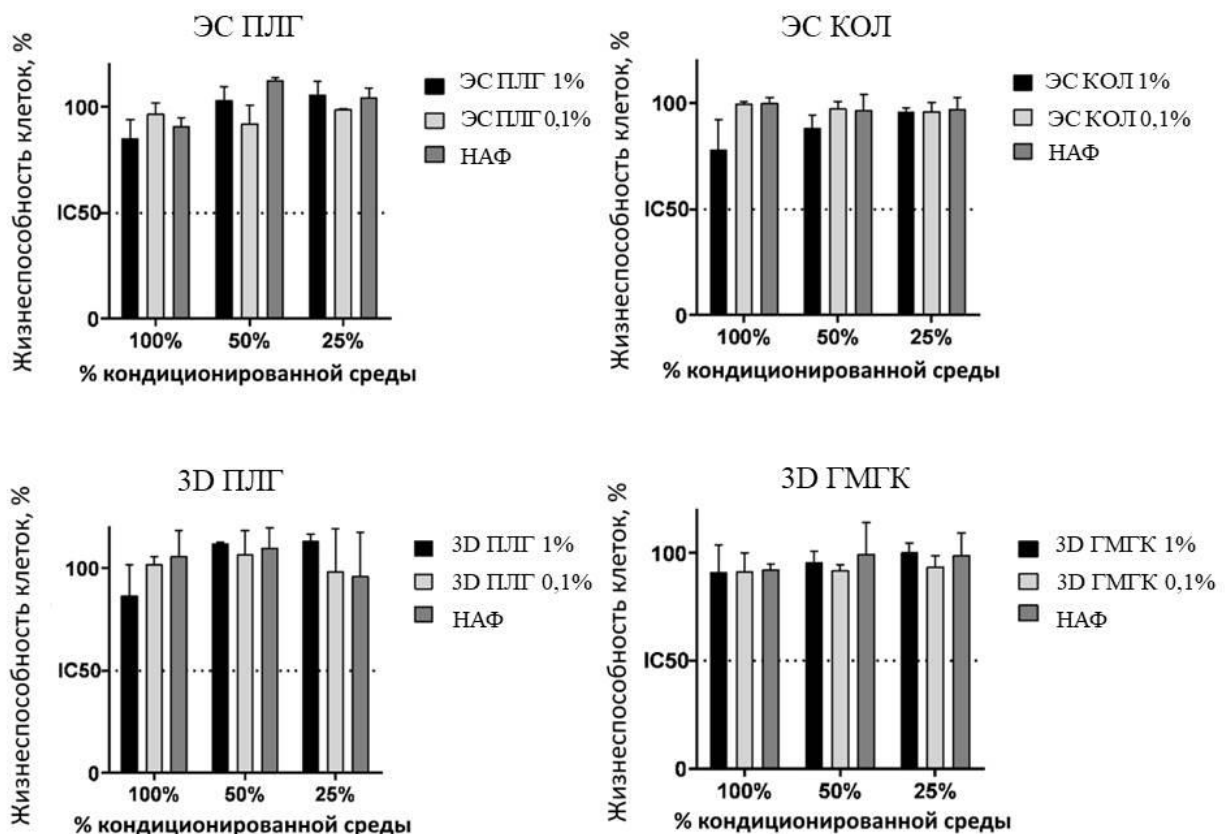 ЭС ПЛГ
Жизнеспособность клеток, %
100
IC50
0
100%
50%
25%
% кондиционированной среды
ЭС ПЛГ 1%
ЭС ПЛГ 0,1%
НАФ
ЭС КОЛ
Жизнеспособность клеток, %
100
IC50
0
100%
50%
25%
% кондиционированной среды
ЭС КОЛ 1%
ЭС КОЛ 0,1%
НАФ
3D ПЛГ
Жизнеспособность клеток, %
100
IC50
0
100%
50%
25%
% кондиционированной среды
3D ПЛГ 1%
3D ПЛГ 0,1%
НАФ
3D ГМГК
Жизнеспособность клеток, %
100
IC50
0
100%
50%
25%
% кондиционированной среды
3D ГМГК 1%
3D ГМГК 0,1%
НАФ